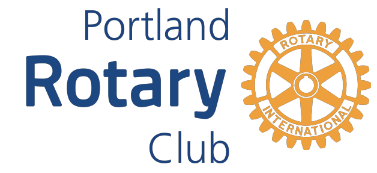 Portland
Rotary
Club
ROTARY
INTERNATIONAL